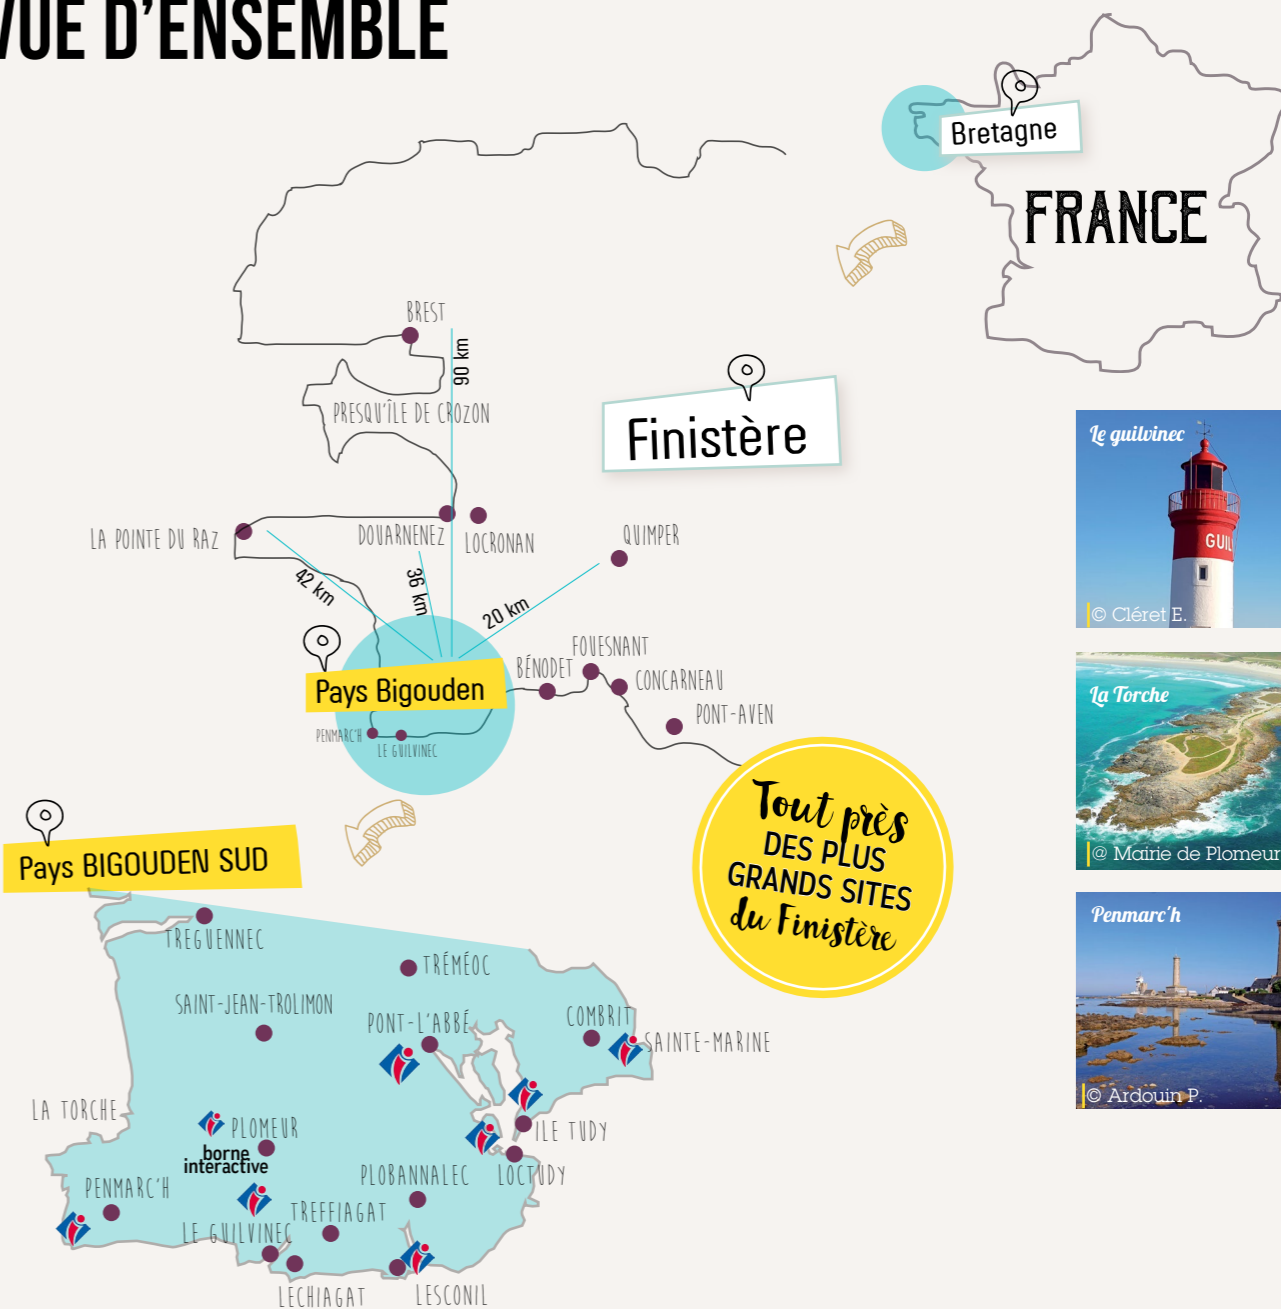 VUE D'ENSEMBLE
Bretagne
FRANCE
BREST
90 km
PRESQU'ÎLE DE CROZON
Finistère
LA POINTE DU RAZ
DOUARNENEZ
LOCRONAN
QUIMPER
42 km
36 km
20 km
Pays Bigouden
BÉNODET
FOUESNANT
CONCARNEAU
PONT-AVEN
PENMARC'H
LE GUILVINEC
Tout près
DES PLUS
GRANDS SITES
du Finistère
Le guilvinec
GUIL
© Cléret E.
La Torche
@ Mairie de Plomeur
Penmarc'h
© Ardouin P.
Pays BIGOUDEN SUD
TREGUENNEC
TRÉMÉOC
SAINT-JEAN-TROLIMON
PONT-L'ABBÉ
COMBRIT
SAINTE-MARINE
LA TORCHE
PLOMEUR
borne
interactive
ILE TUDY
LOCTUDY
PLOBANNALEC
PENMARC'H
TREFFIAGAT
LE GUILVINEC
LECHIAGAT
LESCONIL